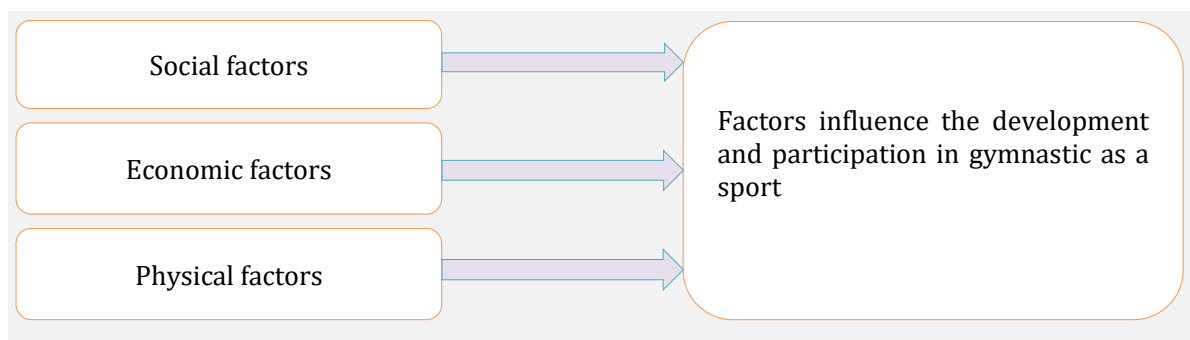 Social factors
Economic factors
Physical factors
Factors influence the development
and participation in gymnastic as a
sport